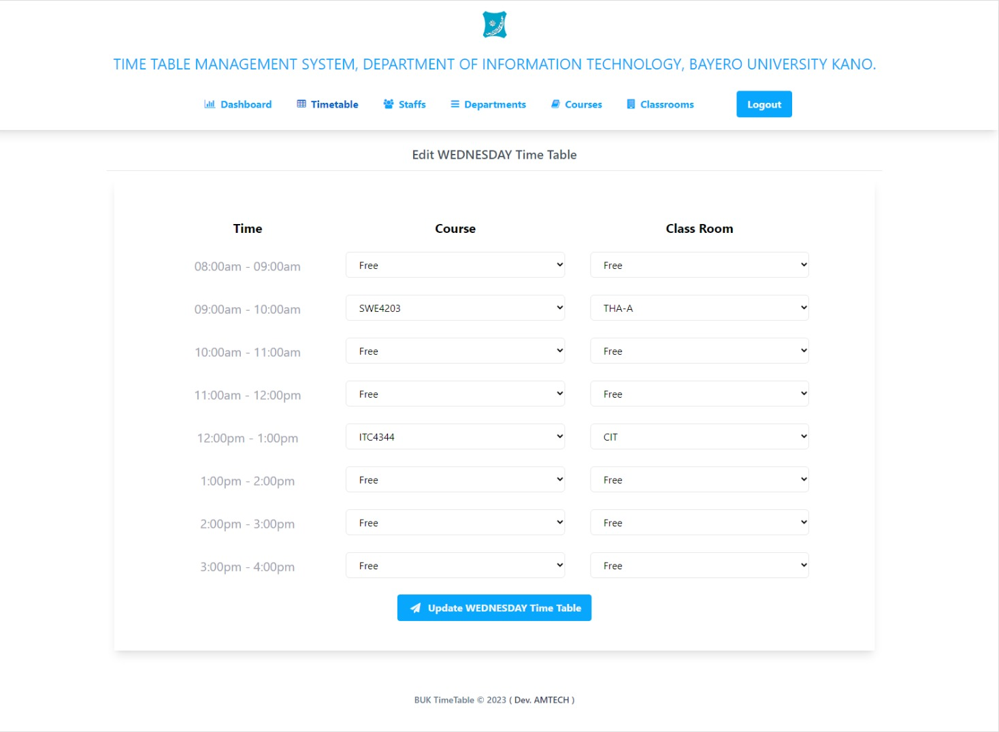 TIME TABLE MANAGEMENT SYSTEM, DEPARTMENT OF INFORMATION TECHNOLOGY, BAYERO UNIVERSITY KANO.
Dashboard Timetable Staffs Departments Courses Classrooms Logout
Edit WEDNESDAY Time Table
Time Course Class Room
08:00am - 09:00am Free Free
09:00am - 10:00am SWE4203 THA-A
10:00am - 11:00am Free Free
11:00am - 12:00pm Free Free
12:00pm - 1:00pm ITC4344 CIT
1:00pm - 2:00pm Free Free
2:00pm - 3:00pm Free Free
3:00pm - 4:00pm Free Free
Update WEDNESDAY Time Table
BUK TimeTable © 2023 ( Dev. AMTECH )